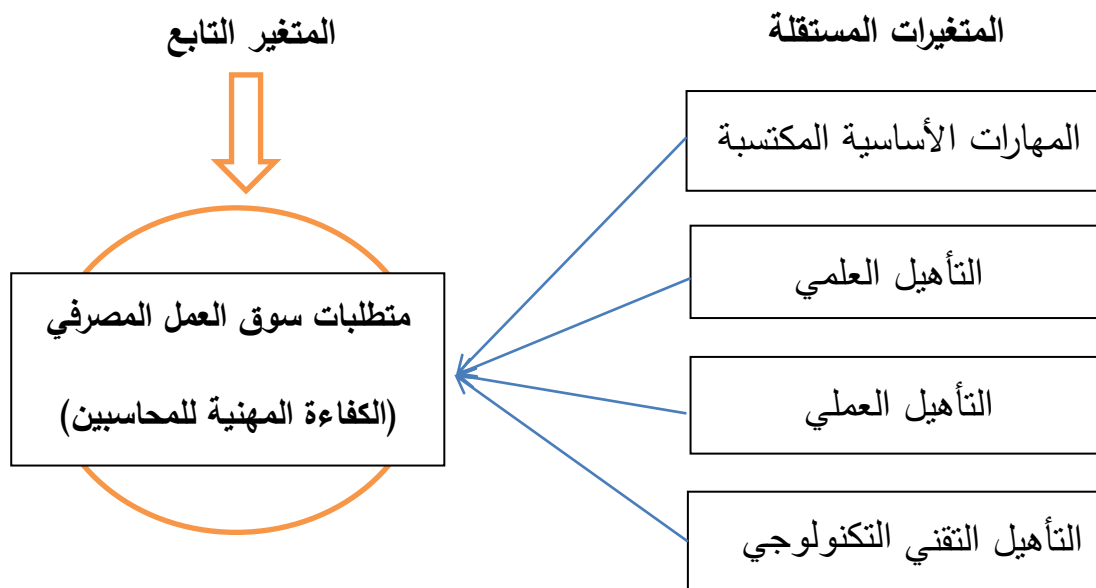 المتغيرات المستقلة
المتغير التابع
المهارات الأساسية المكتسبة
التأهيل العلمي
التأهيل العملي
التأهيل التقني التكنولوجي
متطلبات سوق العمل المصرفي
(الكفاءة المهنية للمحاسبين)